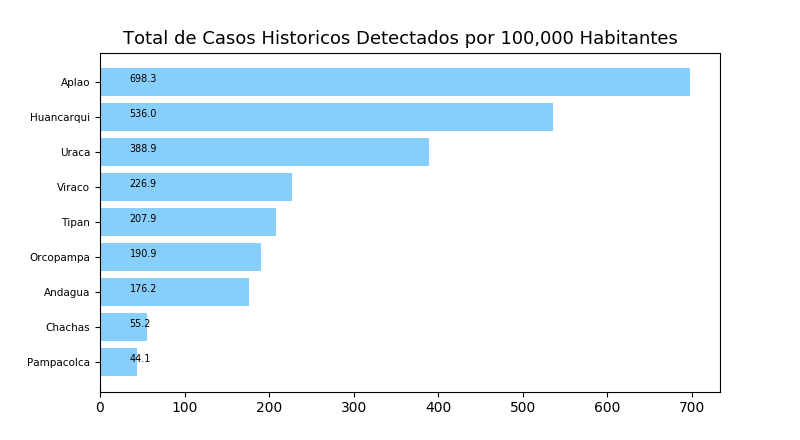 Total de Casos Historicos Detectados por 100,000 Habitantes
Aplao 698.3
Huancarqui 536.0
Uraca 388.9
Viraco 226.9
Tipan 207.9
Orcopampa 190.9
Andagua 176.2
Chachas 55.2
Pampacolca 44.1
0 100 200 300 400 500 600 700